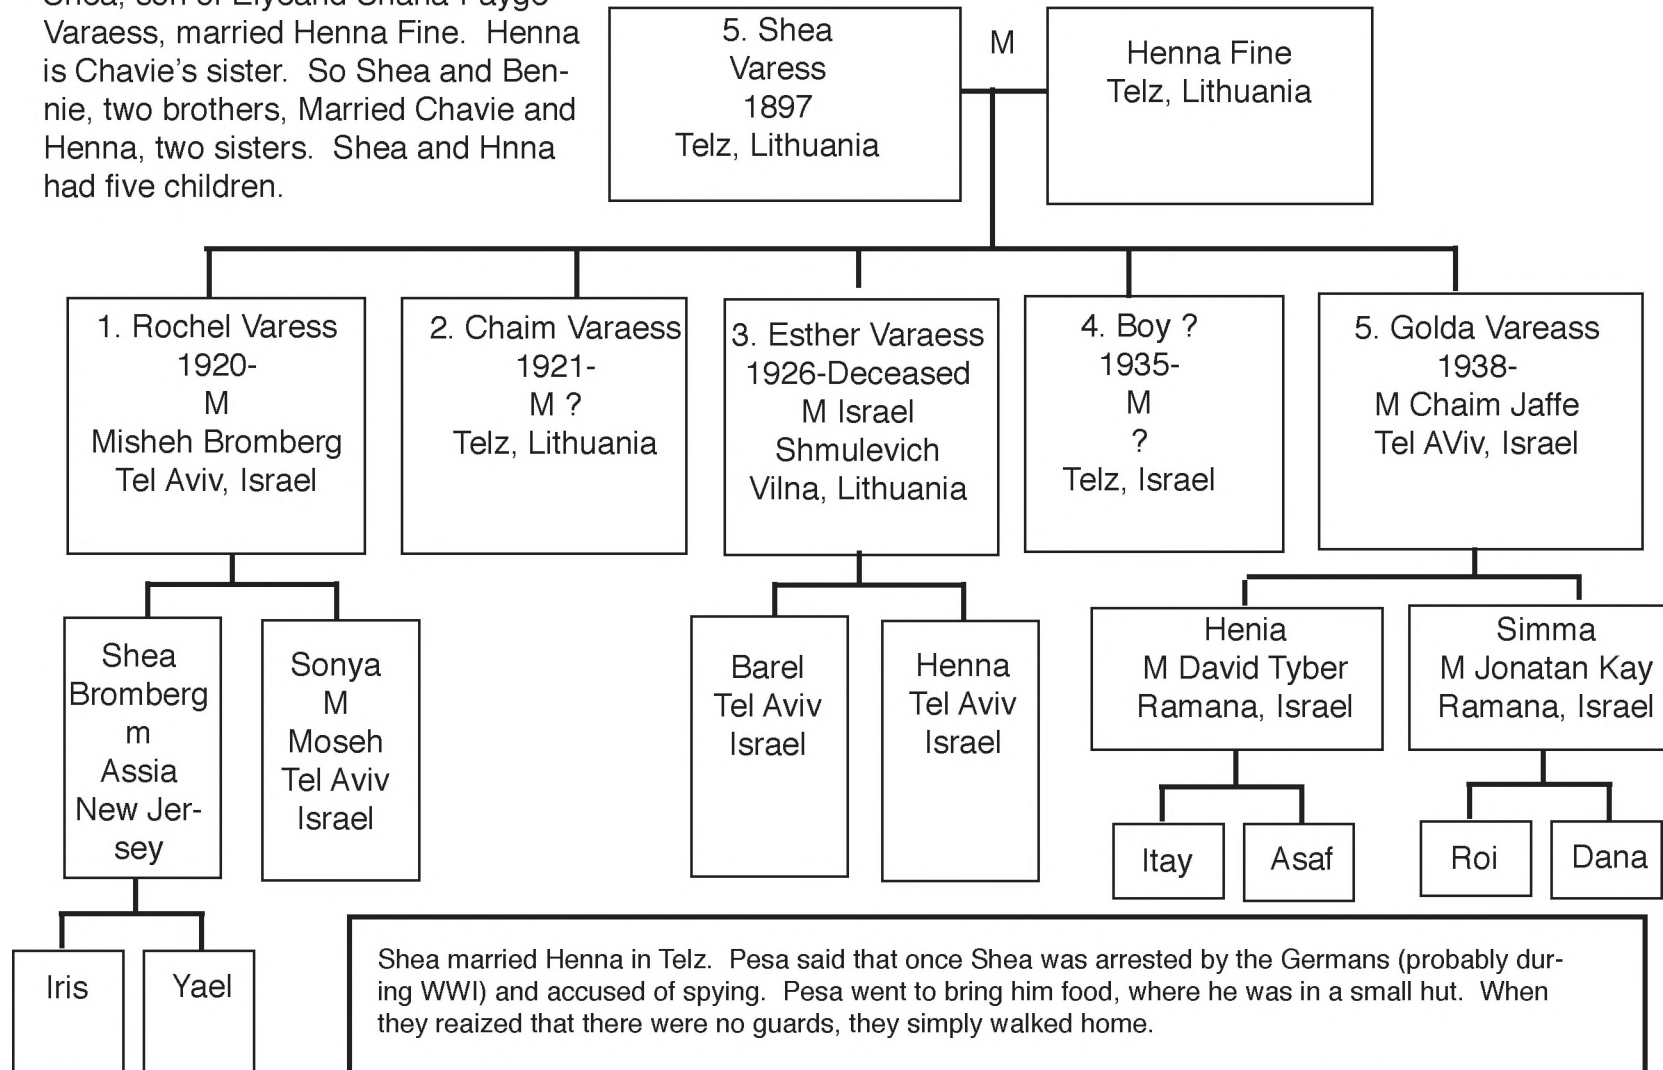 Shea, son of Elyeand Shana Fayge
Varaess, married Henna Fine.  Henna
is Chavie's sister.  So Shea and Ben-
nie, two brothers, Married Chavie and
Henna, two sisters.  Shea and Hnna
had five children.
5. Shea
Varess
1897
Telz, Lithuania
M
Henna Fine
Telz, Lithuania
1. Rochel Varess
1920-
M
Misheh Bromberg
Tel Aviv, Israel
2. Chaim Varaess
1921-
M ?
Telz, Lithuania
3. Esther Varaess
1926-Deceased
M Israel
Shmulevich
Vilna, Lithuania
4. Boy ?
1935-
M
?
Telz, Israel
5. Golda Vareass
1938-
M Chaim Jaffe
Tel AViv, Israel
Shea
Bromberg
m
Assia
New Jer-
sey
Sonya
M
Moseh
Tel Aviv
Israel
Barel
Tel Aviv
Israel
Henna
Tel Aviv
Israel
Henia
M David Tyber
Ramana, Israel
Simma
M Jonatan Kay
Ramana, Israel
Itay
Asaf
Roi
Dana
Iris
Yael
Shea married Henna in Telz.  Pesa said that once Shea was arrested by the Germans (probably dur-
ing WWI) and accused of spying.  Pesa went to bring him food, where he was in a small hut.  When
they reaized that there were no guards, they simply walked home.